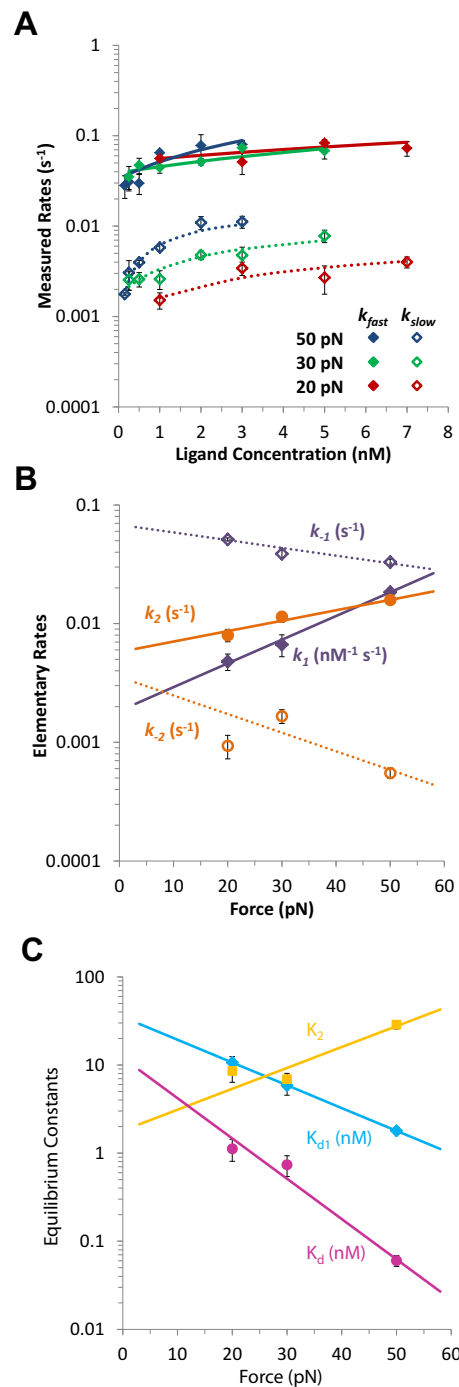 A
1
0.1
0.01
0.001
0.0001
Measured Rates (s-1)
k_fast k_slow
50 pN
30 pN
20 pN
0 1 2 3 4 5 6 7 8
Ligand Concentration (nM)
B
0.1
0.01
0.001
0.0001
Elementary Rates
k-1 (s-1)
k2 (s-1)
k1 (nM-1 s-1)
k-2 (s-1)
0 10 20 30 40 50 60
Force (pN)
C
100
10
1
0.1
0.01
Equilibrium Constants
K2
Kd1 (nM)
Kd (nM)
0 10 20 30 40 50 60
Force (pN)